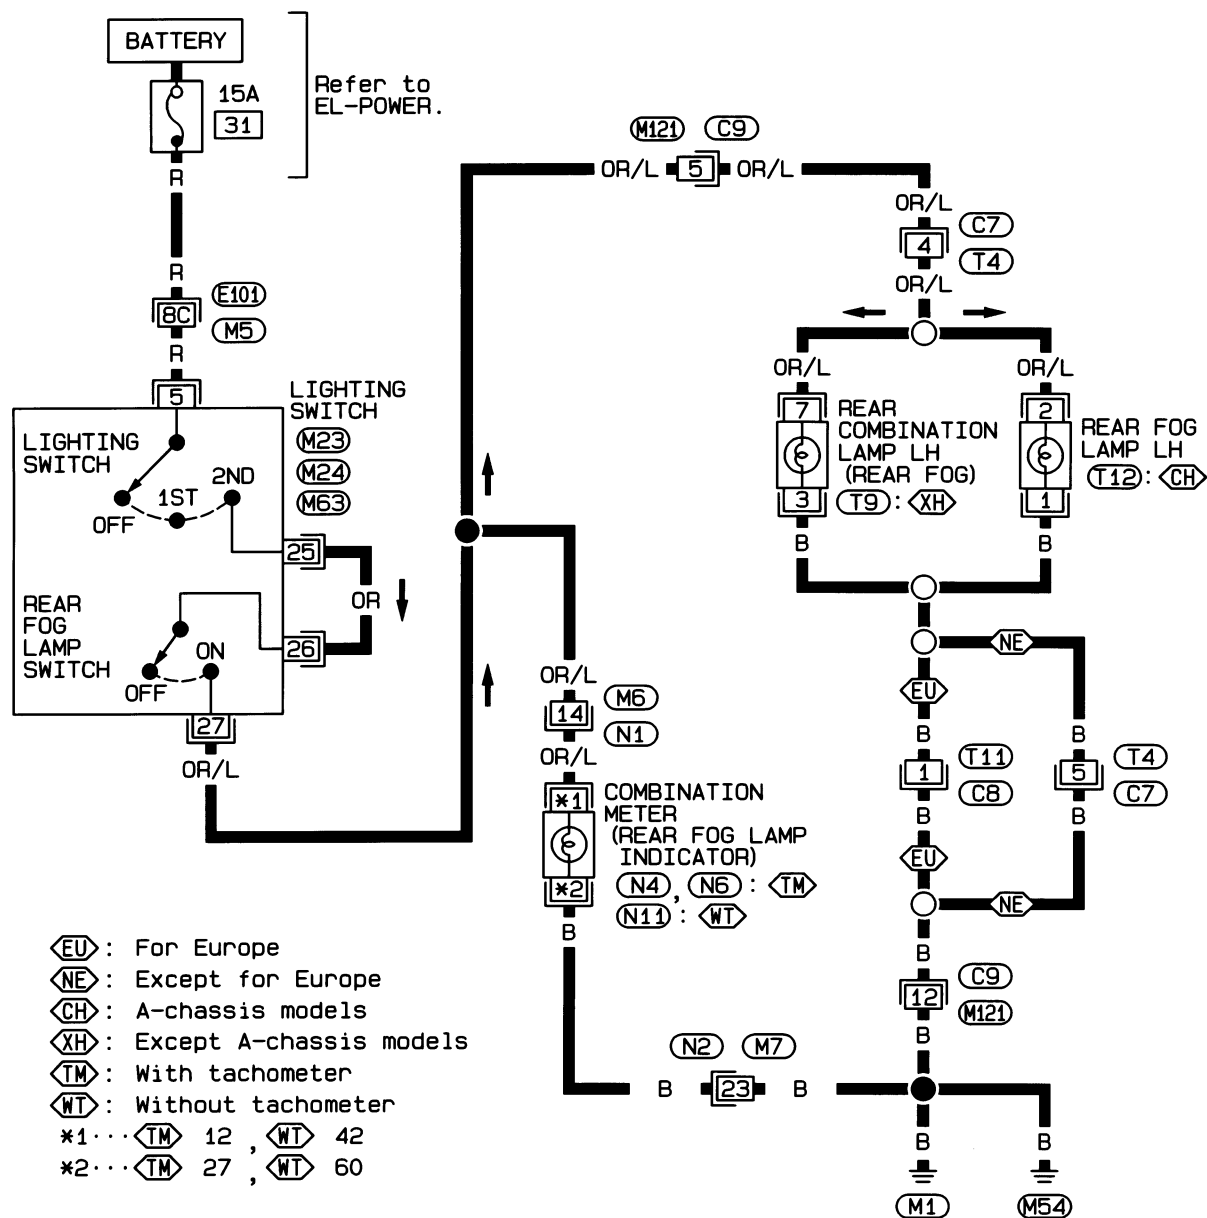 BATTERY
15A
31
Refer to
EL-POWER.
R
R
8C
E101
M5
R
5
LIGHTING
SWITCH
M23
M24
M63
LIGHTING
SWITCH
OFF
1ST
2ND
25
OR
26
REAR
FOG
LAMP
SWITCH
OFF
ON
27
OR/L
M121
C9
OR/L
5
OR/L
OR/L
4
C7
T4
OR/L
OR/L
OR/L
7
REAR
COMBINATION
LAMP LH
(REAR FOG)
T9 : XH
3
B
2
REAR FOG
LAMP LH
T12 : CH
1
B
NE
EU
B
B
1
T11
C8
5
T4
C7
B
B
EU
NE
B
12
C9
M121
B
OR/L
14
M6
N1
OR/L
*1
COMBINATION
METER
(REAR FOG LAMP
INDICATOR)
N4 , N6 : TM
N11 : WT
*2
B
N2
M7
B
23
B
B
B
M1
M54
EU : For Europe
NE : Except for Europe
CH : A-chassis models
XH : Except A-chassis models
TM : With tachometer
WT : Without tachometer
*1··· TM 12 , WT 42
*2··· TM 27 , WT 60